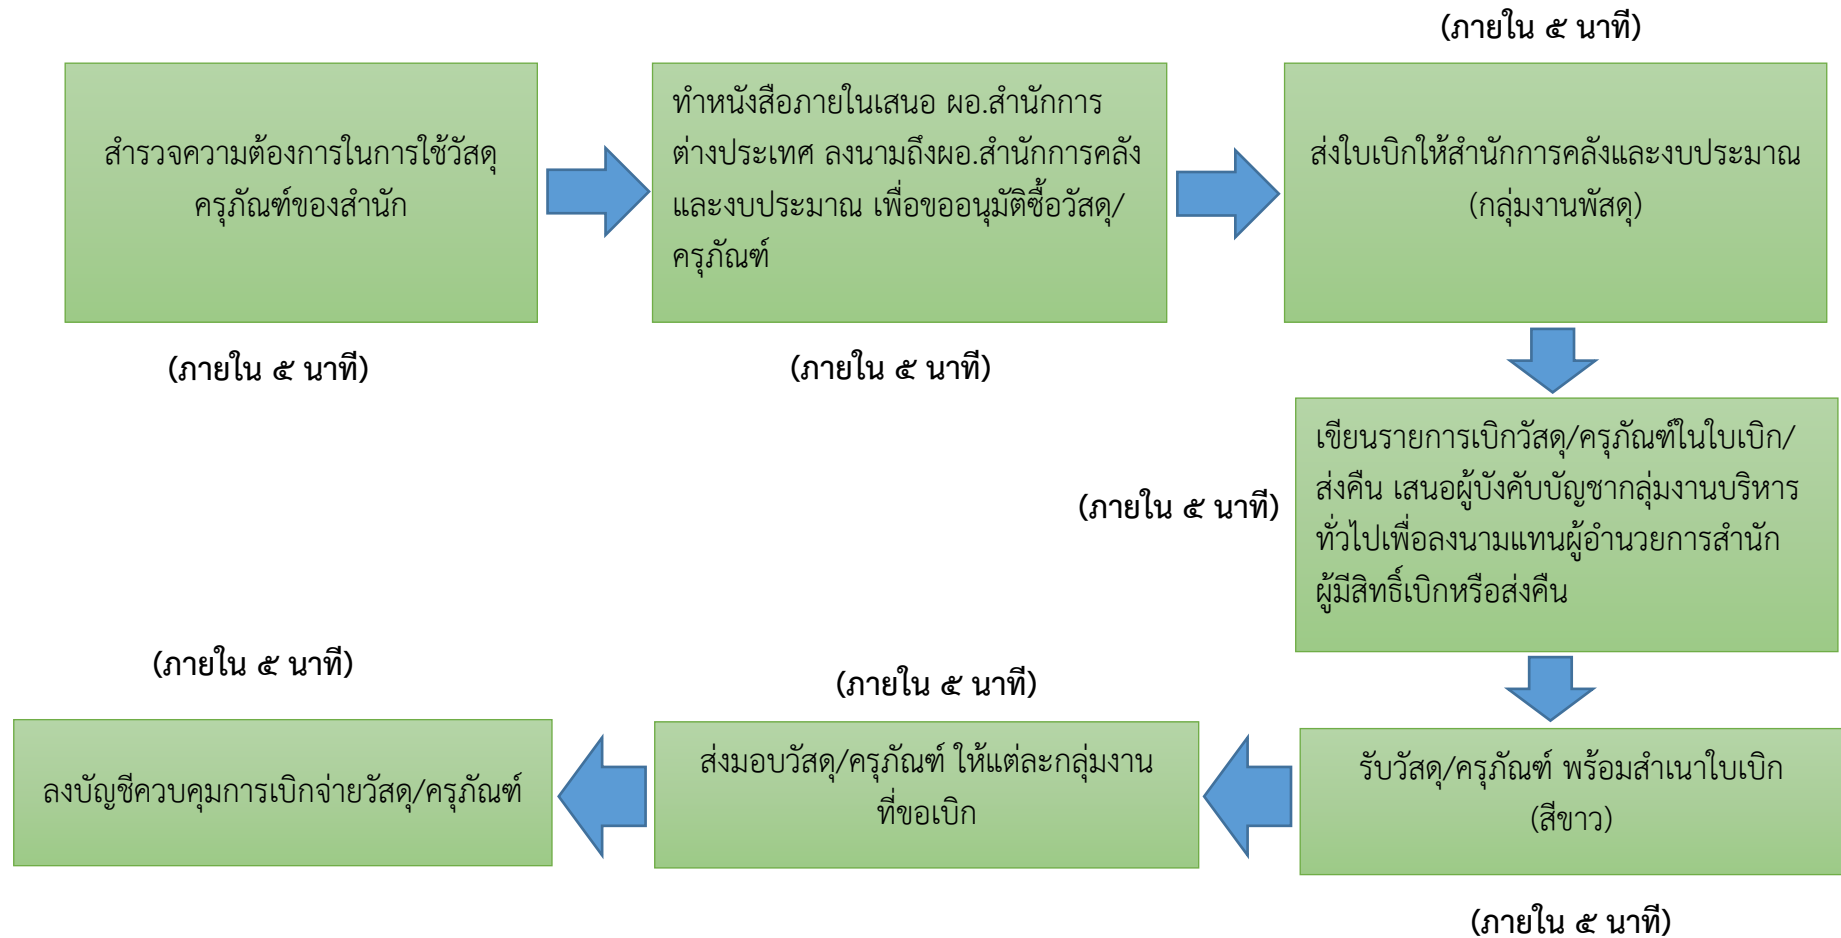 (ภายใน ๕ นาที)
สำรวจความต้องการในการใช้วัสดุ
ครุภัณฑ์ของสำนัก
(ภายใน ๕ นาที)
ทำหนังสือภายในเสนอ ผอ.สำนักการ
ต่างประเทศ ลงนามถึงผอ.สำนักการคลัง
และงบประมาณ เพื่อขออนุมัติซื้อวัสดุ/
ครุภัณฑ์
(ภายใน ๕ นาที)
ส่งใบเบิกให้สำนักการคลังและงบประมาณ
(กลุ่มงานพัสดุ)
เขียนรายการเบิกวัสดุ/ครุภัณฑ์ในใบเบิก/
ส่งคืน เสนอผู้บังคับบัญชากลุ่มงานบริหาร
ทั่วไปเพื่อลงนามแทนผู้อำนวยการสำนัก
ผู้มีสิทธิ์เบิกหรือส่งคืน
(ภายใน ๕ นาที)
รับวัสดุ/ครุภัณฑ์ พร้อมสำเนาใบเบิก
(สีขาว)
(ภายใน ๕ นาที)
(ภายใน ๕ นาที)
ส่งมอบวัสดุ/ครุภัณฑ์ ให้แต่ละกลุ่มงาน
ที่ขอเบิก
(ภายใน ๕ นาที)
ลงบัญชีควบคุมการเบิกจ่ายวัสดุ/ครุภัณฑ์